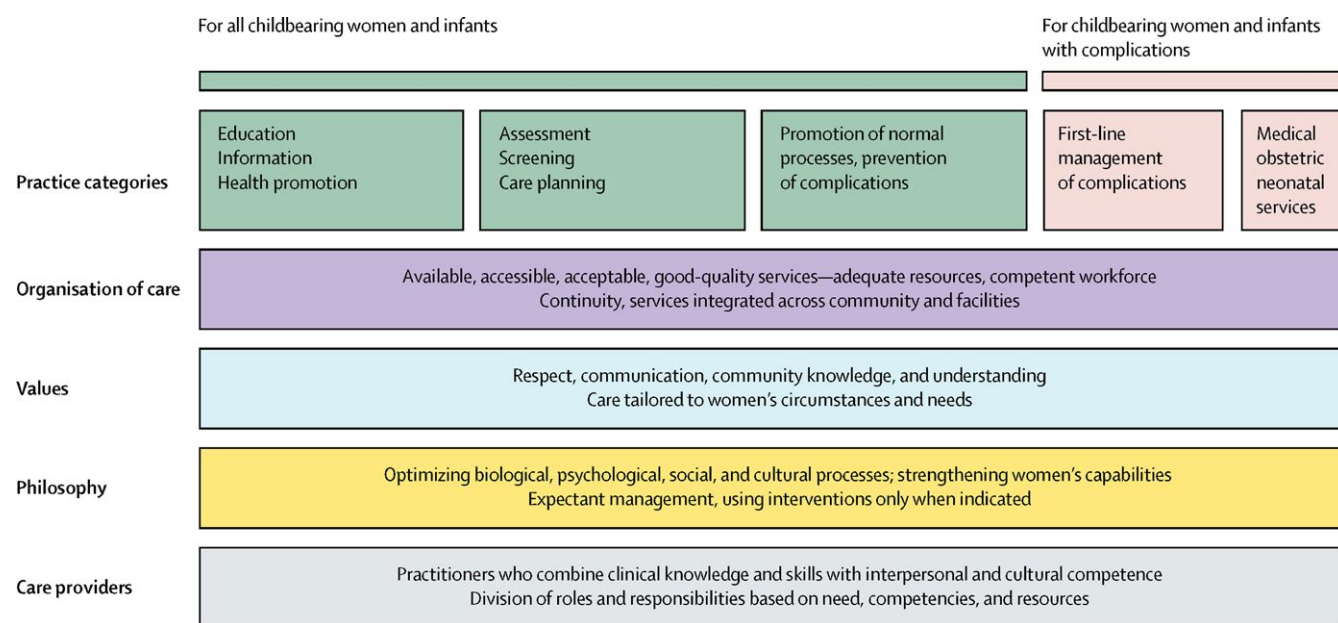 For all childbearing women and infants
For childbearing women and infants
with complications
Practice categories
Education
Information
Health promotion
Assessment
Screening
Care planning
Promotion of normal
processes, prevention
of complications
First-line
management
of complications
Medical
obstetric
neonatal
services
Organisation of care
Available, accessible, acceptable, good-quality services—adequate resources, competent workforce
Continuity, services integrated across community and facilities
Values
Respect, communication, community knowledge, and understanding
Care tailored to women's circumstances and needs
Philosophy
Optimizing biological, psychological, social, and cultural processes; strengthening women's capabilities
Expectant management, using interventions only when indicated
Care providers
Practitioners who combine clinical knowledge and skills with interpersonal and cultural competence
Division of roles and responsibilities based on need, competencies, and resources